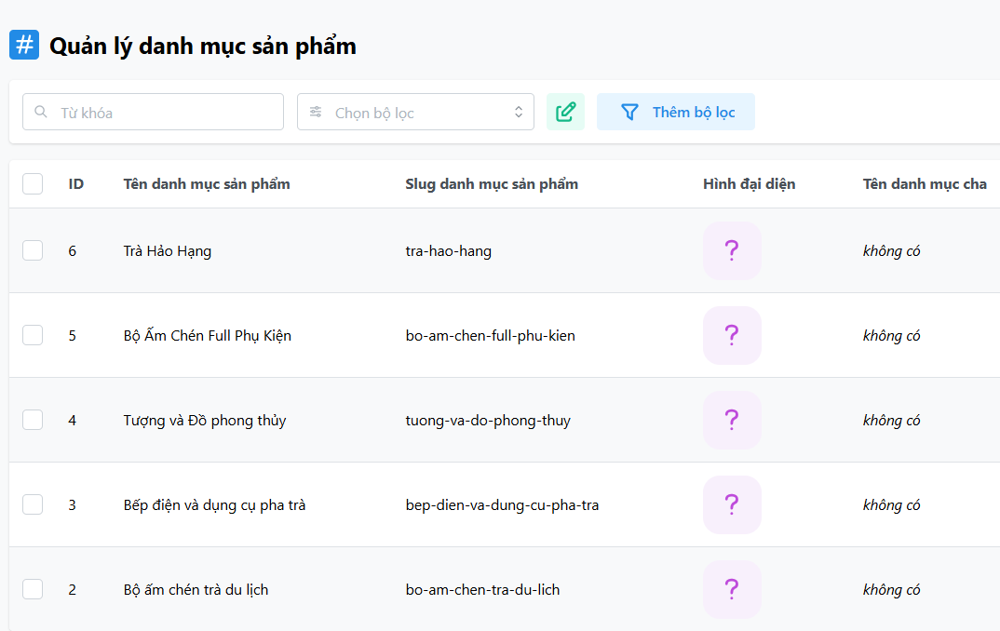 # Quản lý danh mục sản phẩm
Từ khóa Chọn bộ lọc Thêm bộ lọc
ID Tên danh mục sản phẩm Slug danh mục sản phẩm Hình đại diện Tên danh mục cha
6 Trà Hảo Hạng tra-hao-hang ? không có
5 Bộ Ấm Chén Full Phụ Kiện bo-am-chen-full-phu-kien ? không có
4 Tượng và Đồ phong thủy tuong-va-do-phong-thuy ? không có
3 Bếp điện và dụng cụ pha trà bep-dien-va-dung-cu-pha-tra ? không có
2 Bộ ấm chén trà du lịch bo-am-chen-tra-du-lich ? không có